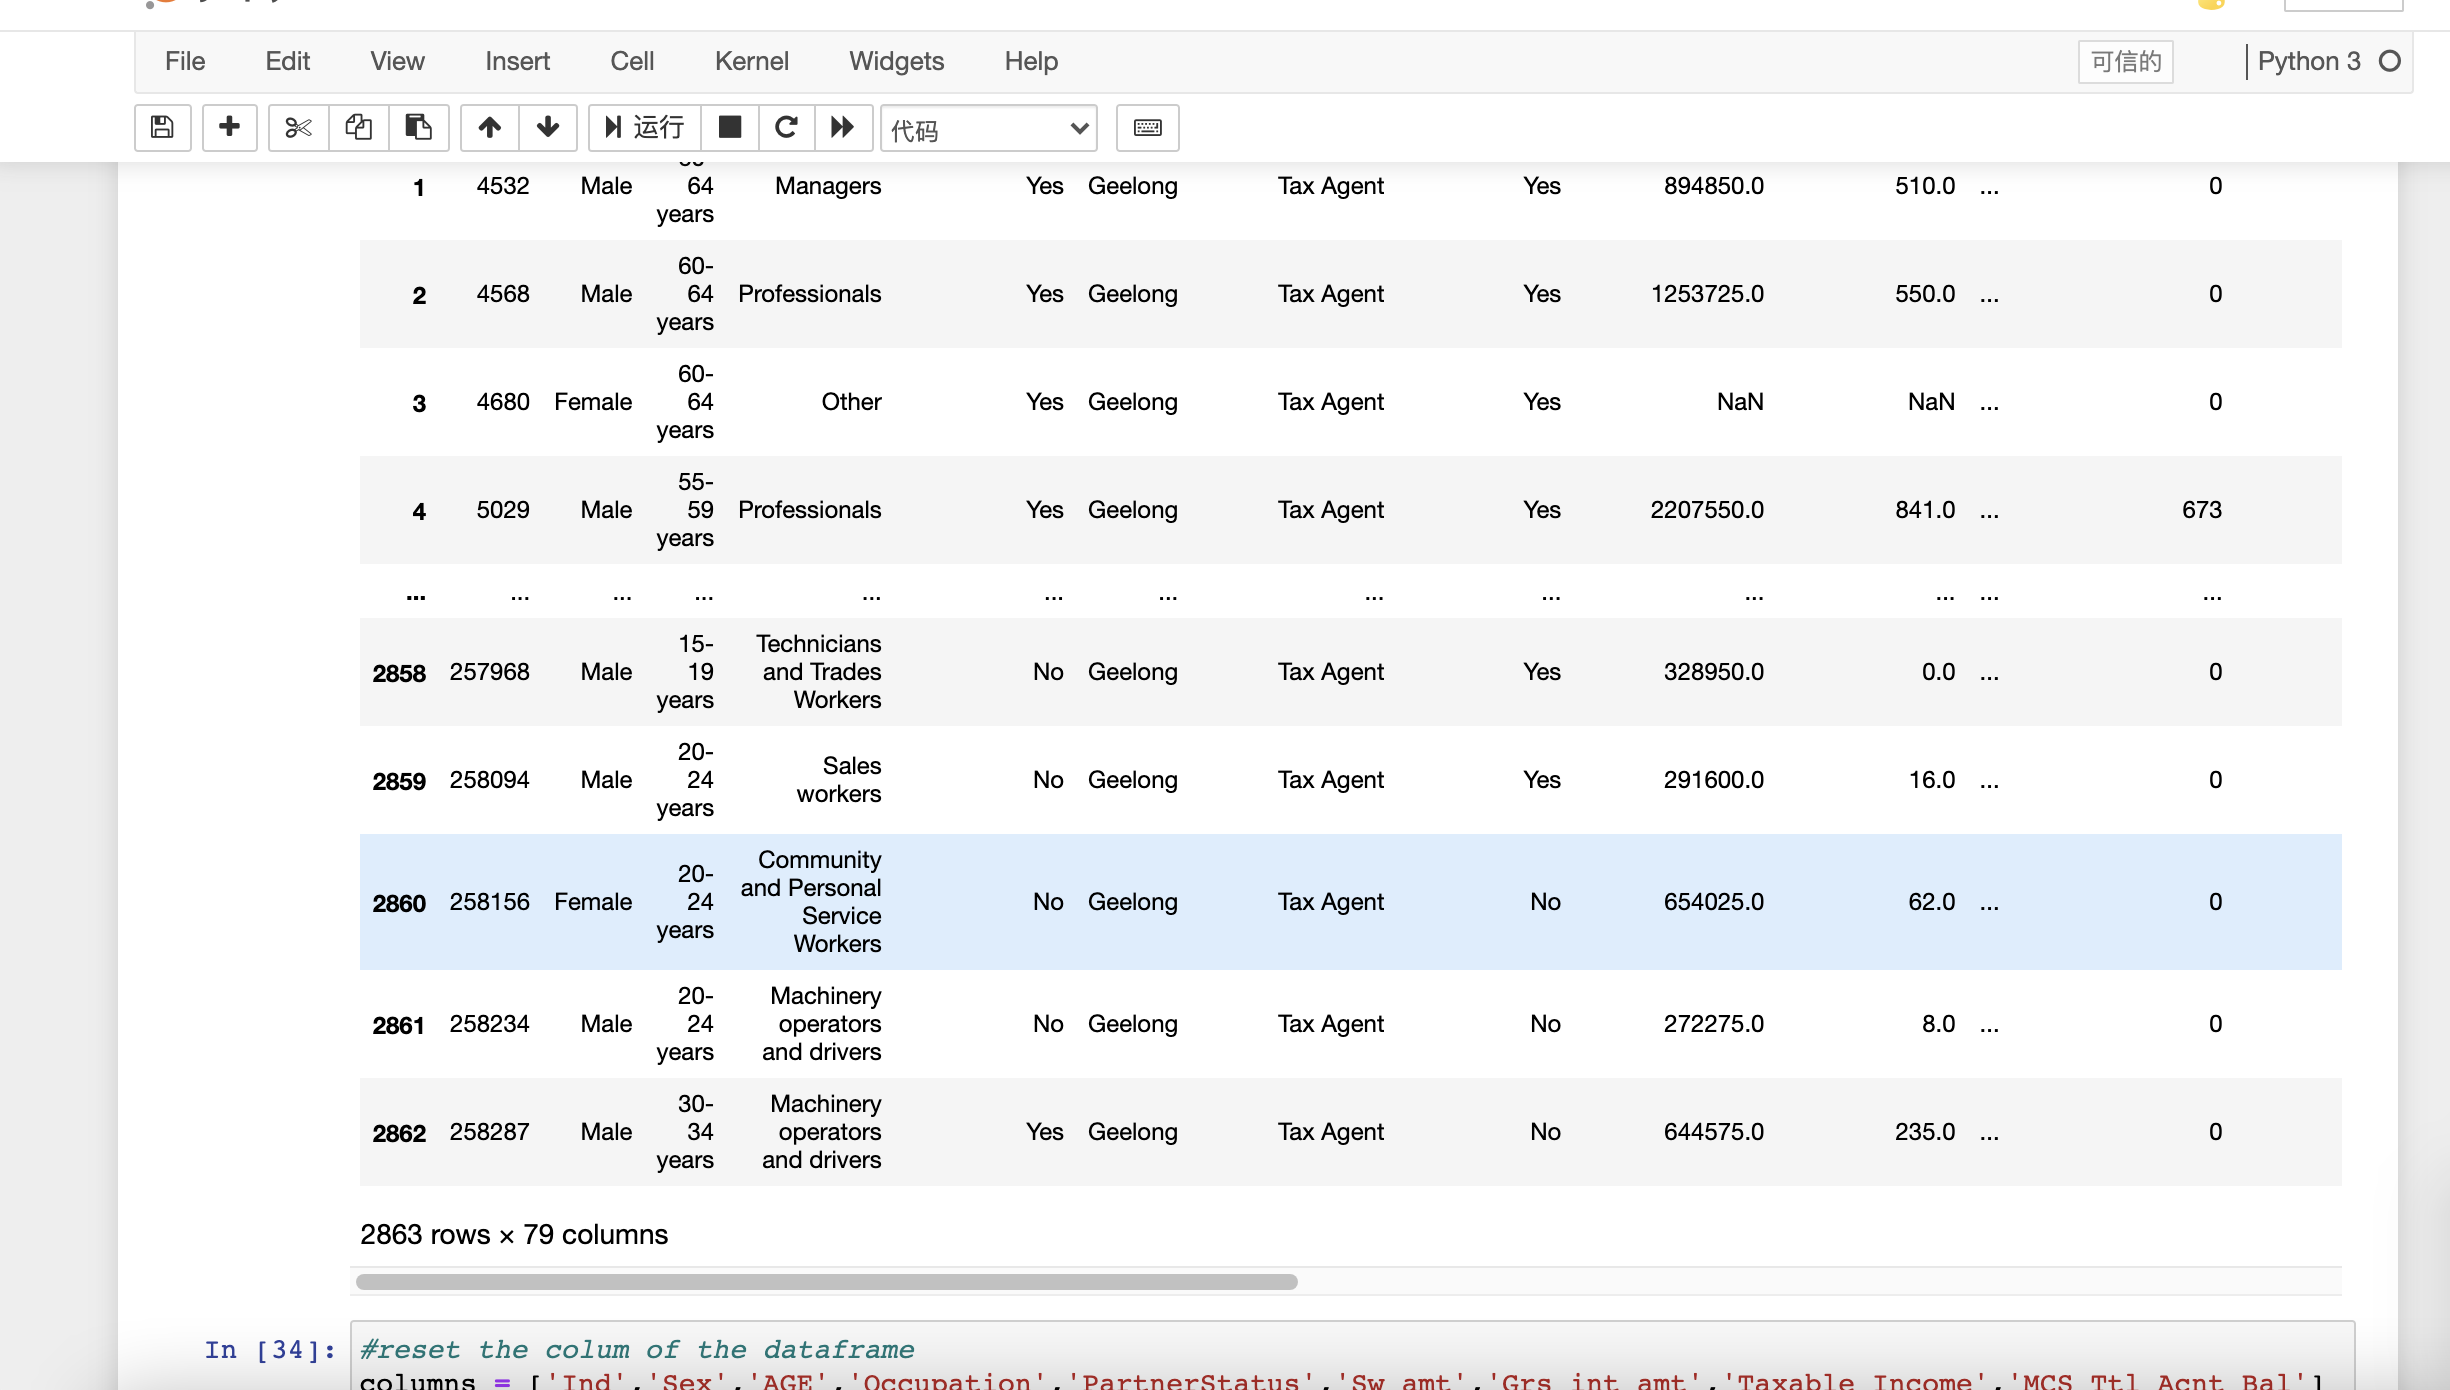 File Edit View Insert Cell Kernel Widgets Help 可信的 Python 3
运行 代码
1 4532 Male 64 years Managers Yes Geelong Tax Agent Yes 894850.0 510.0 ... 0
2 4568 Male 60-64 years Professionals Yes Geelong Tax Agent Yes 1253725.0 550.0 ... 0
3 4680 Female 60-64 years Other Yes Geelong Tax Agent Yes NaN NaN ... 0
4 5029 Male 55-59 years Professionals Yes Geelong Tax Agent Yes 2207550.0 841.0 ... 673
... ... ... ... ... ... ... ... ... ... ... ... ...
2858 257968 Male 15-19 years Technicians and Trades Workers No Geelong Tax Agent Yes 328950.0 0.0 ... 0
2859 258094 Male 20-24 years Sales workers No Geelong Tax Agent Yes 291600.0 16.0 ... 0
2860 258156 Female 20-24 years Community and Personal Service Workers No Geelong Tax Agent No 654025.0 62.0 ... 0
2861 258234 Male 20-24 years Machinery operators and drivers No Geelong Tax Agent No 272275.0 8.0 ... 0
2862 258287 Male 30-34 years Machinery operators and drivers Yes Geelong Tax Agent No 644575.0 235.0 ... 0
2863 rows × 79 columns
In [34]: #reset the colum of the dataframe
columns = ['Ind','Sex','AGE','Occupation','PartnerStatus','Sw_amt','Grs_int_amt','Taxable_Income','MCS_Ttl_Acnt_Bal']